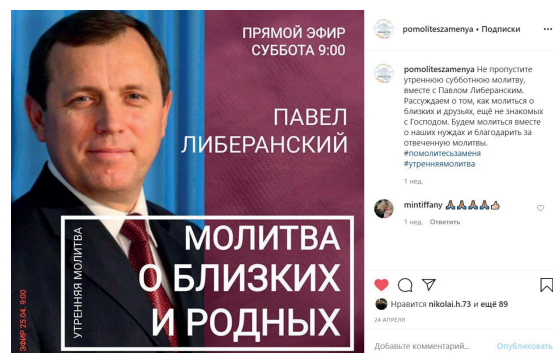 ПРЯМОЙ ЭФИР
СУББОТА 9:00
ПАВЕЛ
ЛИБЕРАНСКИЙ
ЭФИР 25.04. 9:00
УТРЕННЯЯ МОЛИТВА
МОЛИТВА
О БЛИЗКИХ
И РОДНЫХ
pomoliteszamenya • Подписки
pomoliteszamenya Не пропустите
утреннюю субботнюю молитву,
вместе с Павлом Либеранским.
Рассуждаем о том, как молиться о
близких и друзьях, ещё не знакомых
с Господом. Будем молиться вместе
о наших нуждах и благодарить за
отвеченную молитвы.
#помолитесьзаменя
#утренняямолитва
1 нед.
mintiffany 🙏🙏🙏🙏👍
1 нед. Ответить
Нравится nikolai.h.73 и ещё 89
24 АПРЕЛЯ
Добавьте комментарий...
Опубликовать